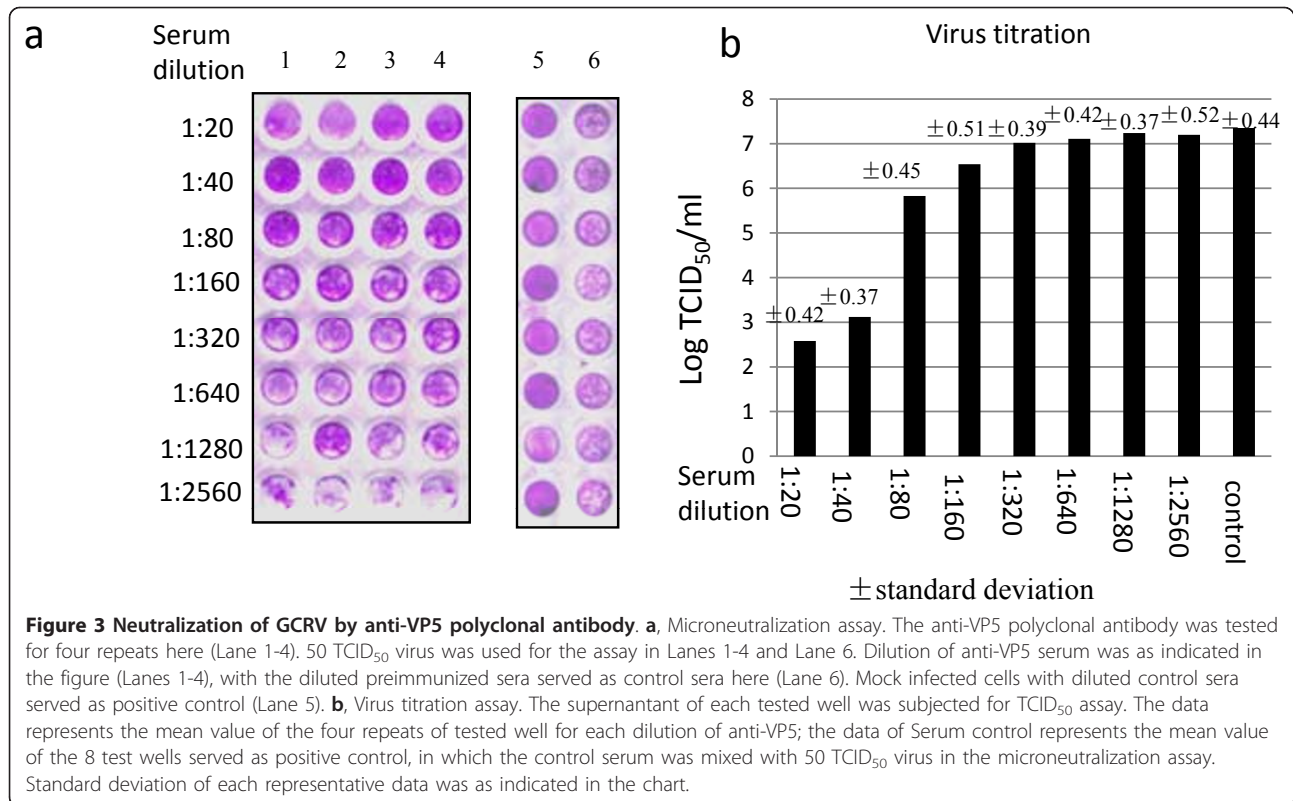 a
Serum
dilution
1 2 3 4 5 6
1:20
1:40
1:80
1:160
1:320
1:640
1:1280
1:2560
b
Virus titration
Log TCID50/ml
8
7
6
5
4
3
2
1
0
±0.42
±0.37
±0.45
±0.51
±0.39
±0.42
±0.37
±0.52
±0.44
Serum
dilution
1:20
1:40
1:80
1:160
1:320
1:640
1:1280
1:2560
control
±standard deviation
Figure 3 Neutralization of GCRV by anti-VP5 polyclonal antibody. a, Microneutralization assay. The anti-VP5 polyclonal antibody was tested
for four repeats here (Lane 1-4). 50 TCID50 virus was used for the assay in Lanes 1-4 and Lane 6. Dilution of anti-VP5 serum was as indicated in
the figure (Lanes 1-4), with the diluted preimmunized sera served as control sera here (Lane 6). Mock infected cells with diluted control sera
served as positive control (Lane 5). b, Virus titration assay. The supernatant of each tested well was subjected for TCID50 assay. The data
represents the mean value of the four repeats of tested well for each dilution of anti-VP5; the data of Serum control represents the mean value
of the 8 test wells served as positive control, in which the control serum was mixed with 50 TCID50 virus in the microneutralization assay.
Standard deviation of each representative data was as indicated in the chart.